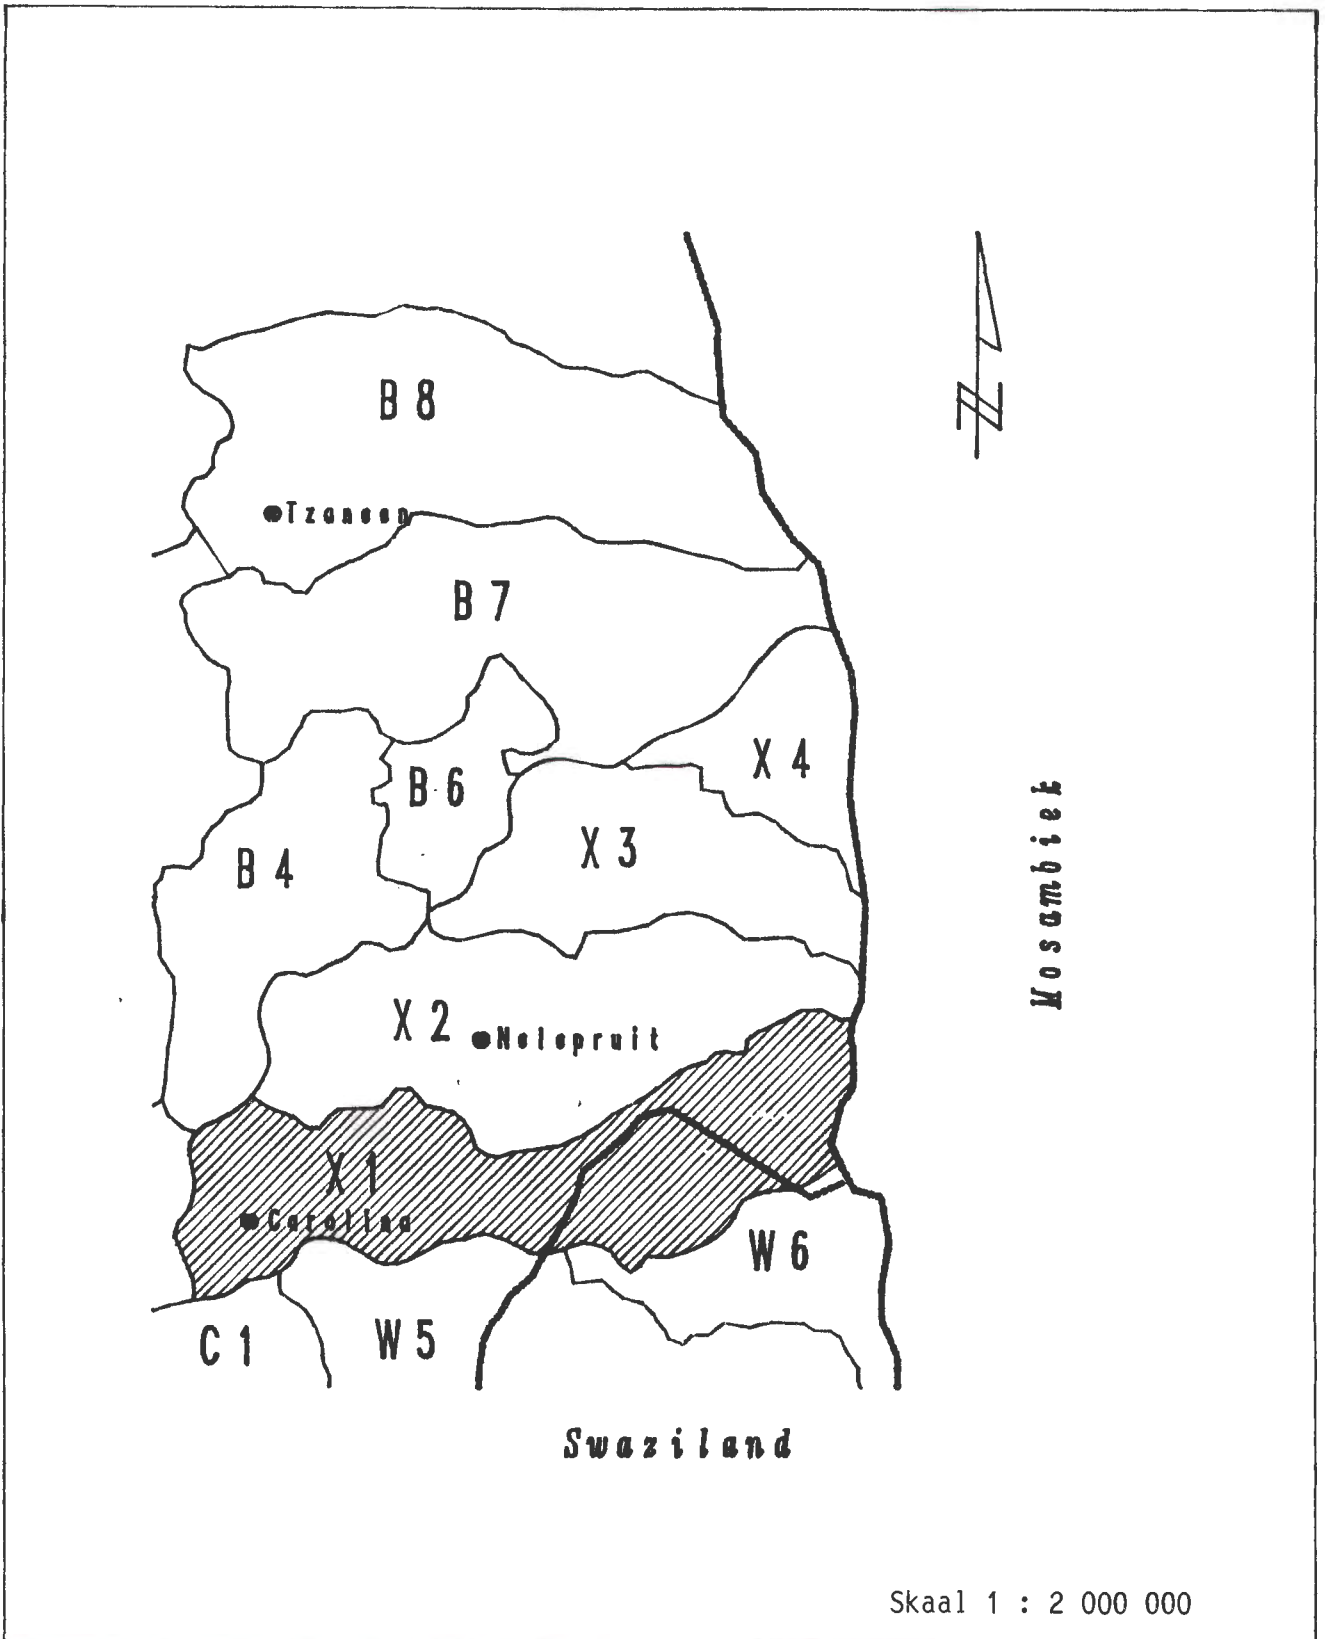 B 8
Tzaneen
B 7
X 4
B 6
X 3
B 4
Mosambiek
X 2
Nelspruit
X 1
Carolina
W 6
C 1
W 5
Swaziland
Skaal 1 : 2 000 000